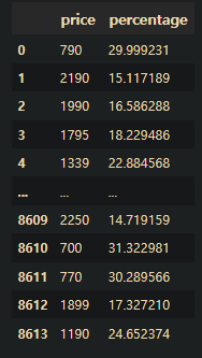 price percentage
0 790 29.999231
1 2190 15.117189
2 1990 16.586288
3 1795 18.229486
4 1339 22.884568
... ... ...
8609 2250 14.719159
8610 700 31.322981
8611 770 30.289566
8612 1899 17.327210
8613 1190 24.652374